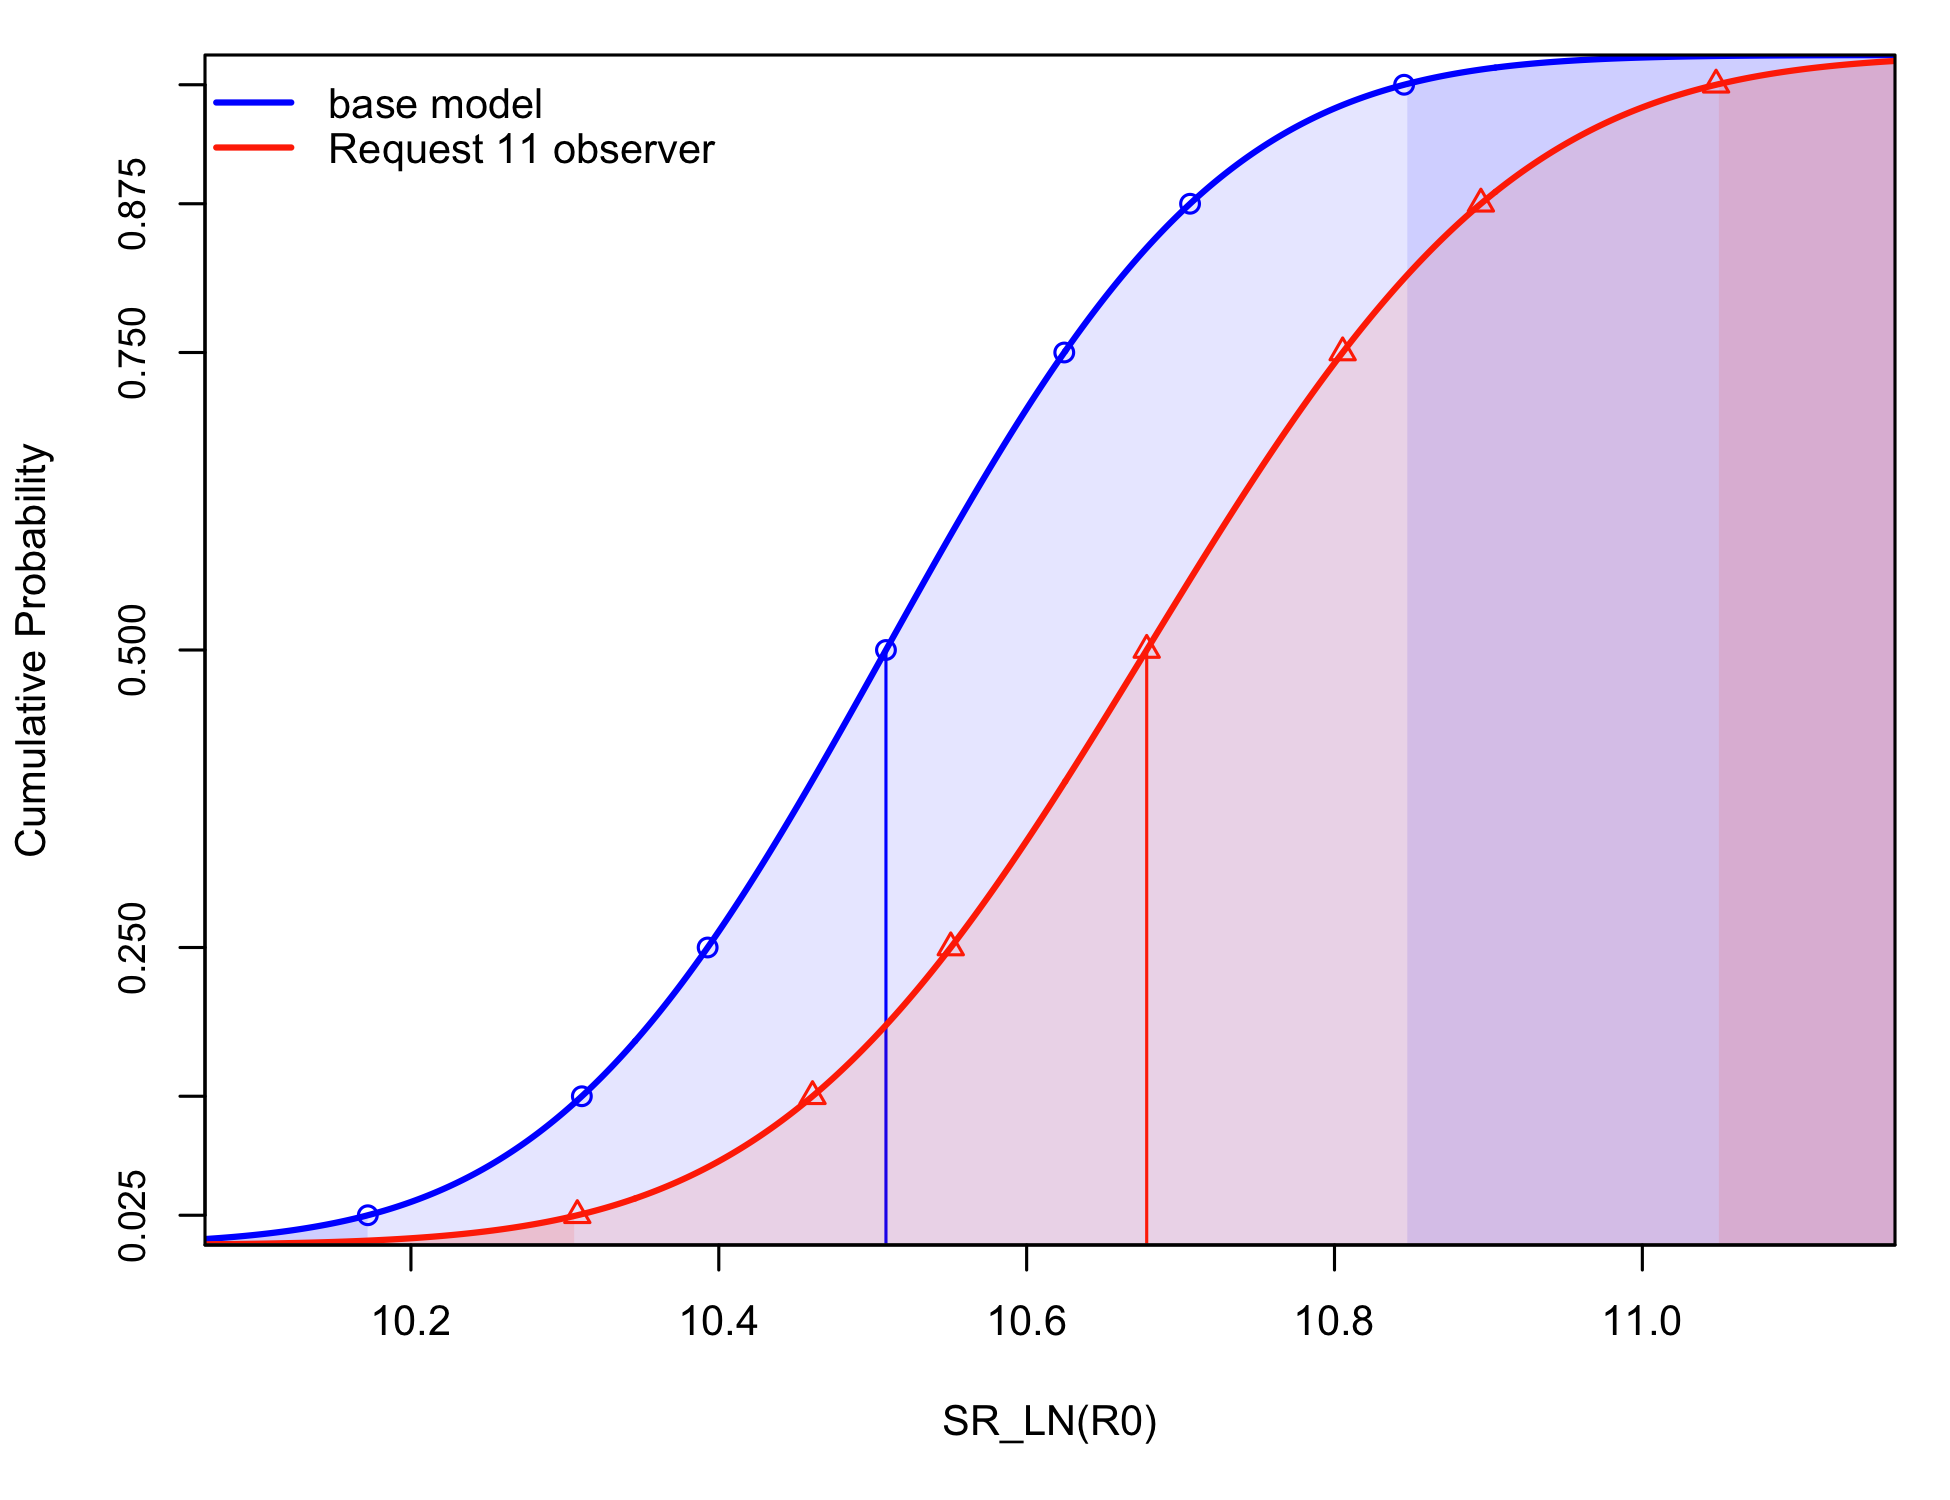 base model
Request 11 observer
Cumulative Probability
0.875
0.750
0.500
0.250
0.025
10.2 10.4 10.6 10.8 11.0
SR_LN(R0)